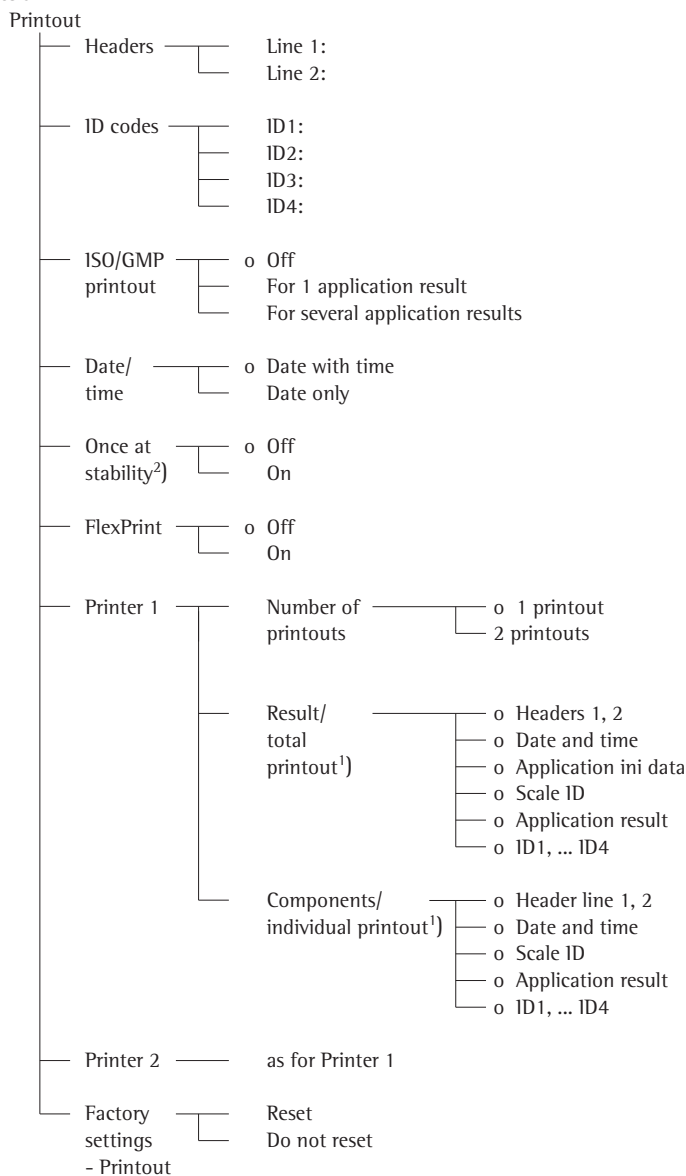 Printout
Headers Line 1:
Line 2:
ID codes ID1:
ID2:
ID3:
ID4:
ISO/GMP o Off
printout For 1 application result
For several application results
Date/ o Date with time
time Date only
Once at o Off
stability²) On
FlexPrint o Off
On
Printer 1 Number of o 1 printout
printouts 2 printouts
Result/ o Headers 1, 2
total o Date and time
printout¹) o Application ini data
o Scale ID
o Application result
o ID1, ... ID4
Components/ o Header line 1, 2
individual printout¹) o Date and time
o Scale ID
o Application result
o ID1, ... ID4
Printer 2 as for Printer 1
Factory Reset
settings Do not reset
- Printout